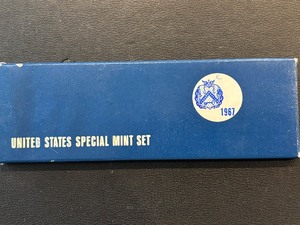 1967
UNITED STATES SPECIAL MINT SET